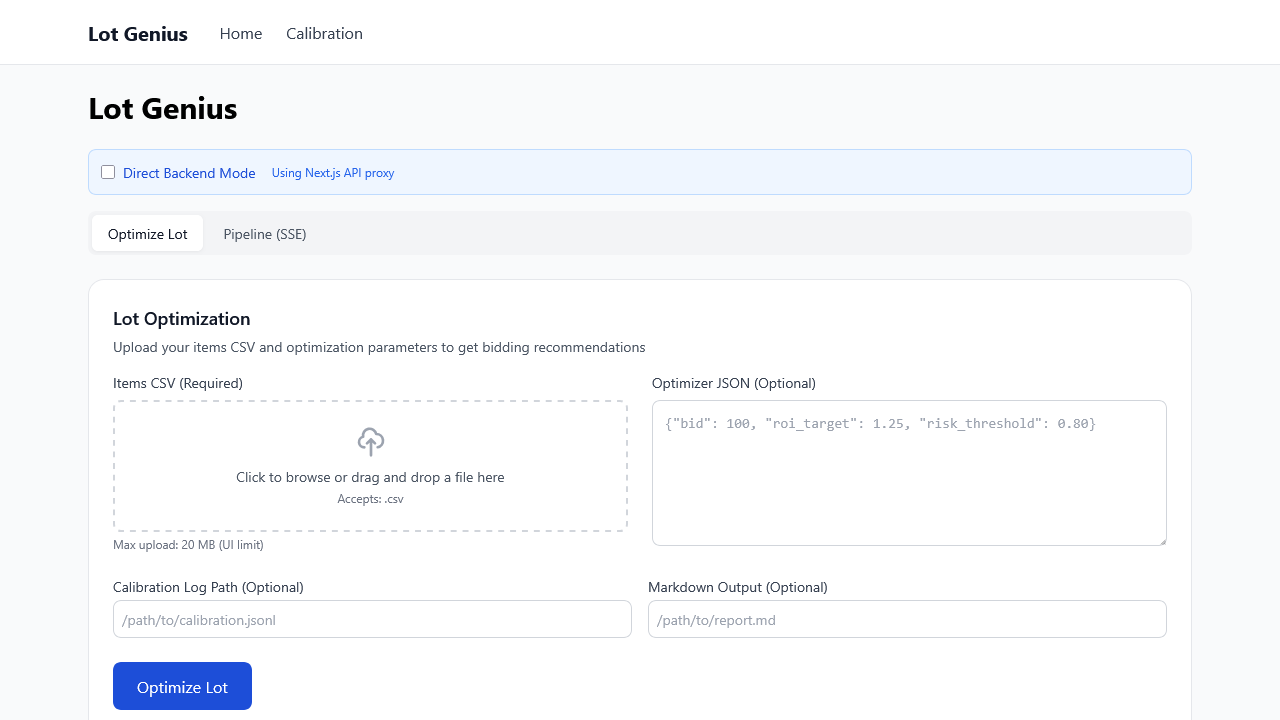 Lot Genius Home Calibration
Lot Genius
Direct Backend Mode Using Next.js API proxy
Optimize Lot Pipeline (SSE)
Lot Optimization
Upload your items CSV and optimization parameters to get bidding recommendations
Items CSV (Required)
Click to browse or drag and drop a file here
Accepts: .csv
Max upload: 20 MB (UI limit)
Optimizer JSON (Optional)
{"bid": 100, "roi_target": 1.25, "risk_threshold": 0.80}
Calibration Log Path (Optional)
/path/to/calibration.jsonl
Markdown Output (Optional)
/path/to/report.md
Optimize Lot